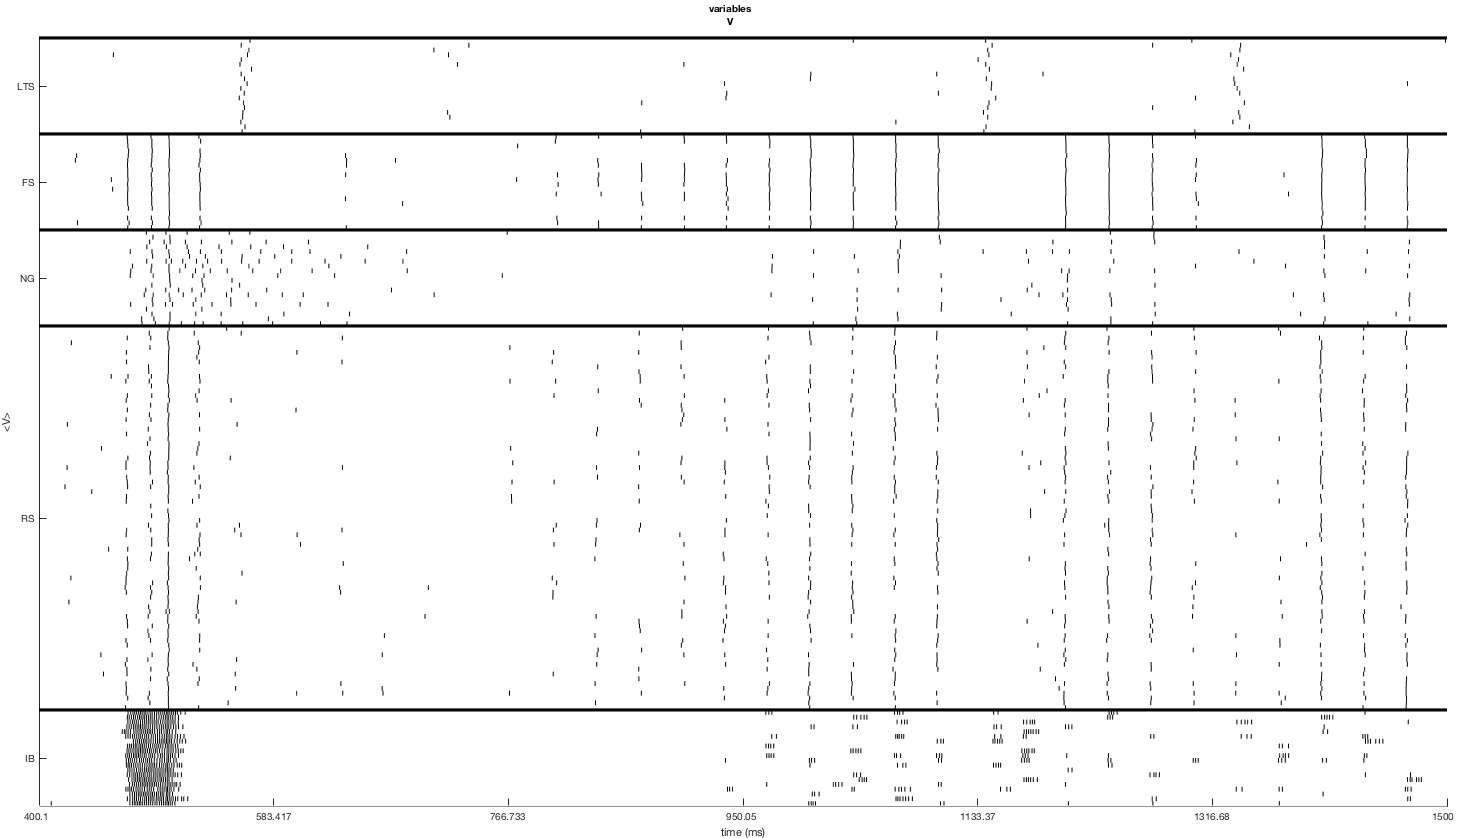 variables
V
LTS
FS
NG
RS
IB
<V>
400.1
583.417
766.733
950.05
1133.37
1316.68
1500
time (ms)